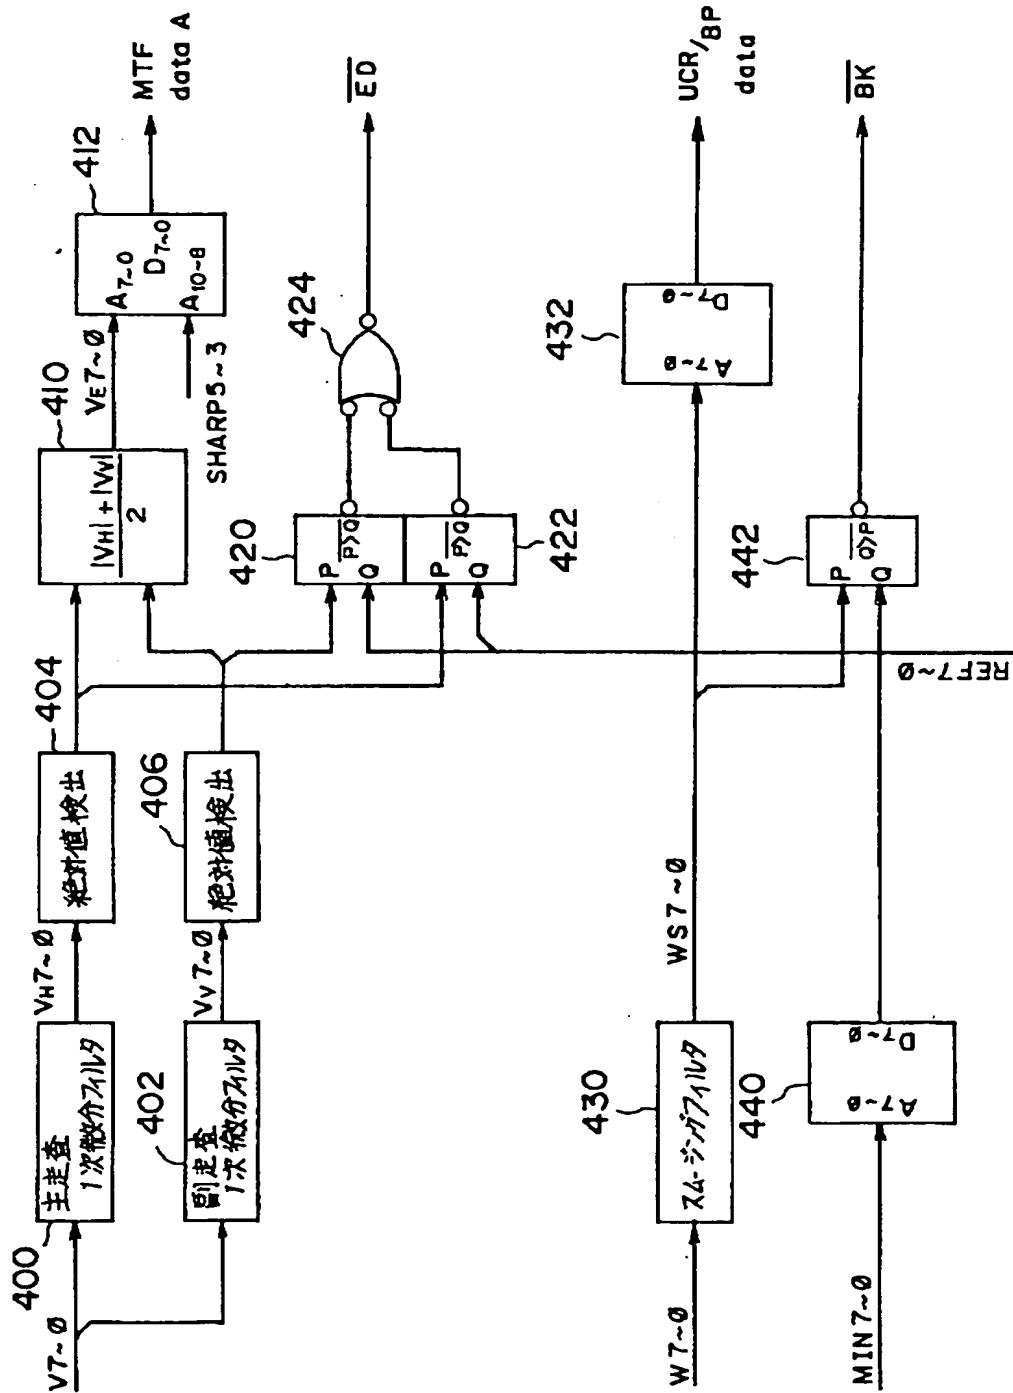 V7~0
400
主走査
1次微分フィルタ
VH7~0
404
絶対値検出
410
|VH| + |VV|
2
VE7~0
SHARP5~3
412
A7~0
D7~0
A10~8
MTF
data A
402
副走査
1次微分フィルタ
VV7~0
406
絶対値検出
420
P
P>Q
Q
P
P>Q
Q
422
424
ED
430
W7~0
スムージングフィルタ
WS7~0
432
A7~0
D7~0
UCR/BP
data
440
MIN7~0
A7~0
D7~0
442
P
Q>P
Q
BK
REF7~0